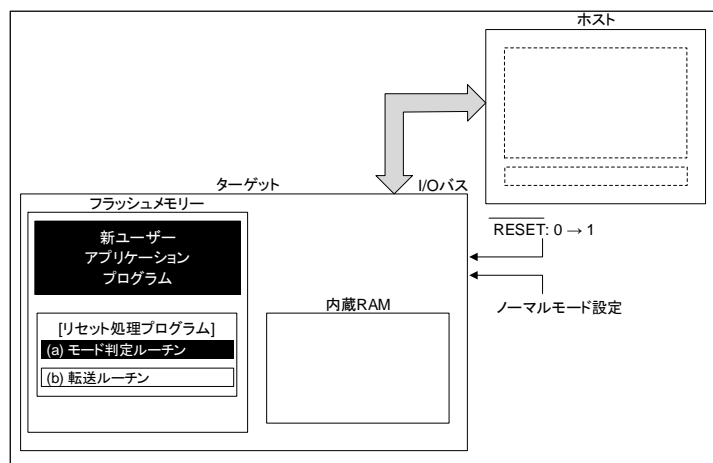 ホスト
ターゲット
I/Oバス
フラッシュメモリー
新ユーザー
アプリケーション
プログラム
RESET: 0 → 1
ノーマルモード設定
内蔵RAM
[リセット処理プログラム]
(a) モード判定ルーチン
(b) 転送ルーチン